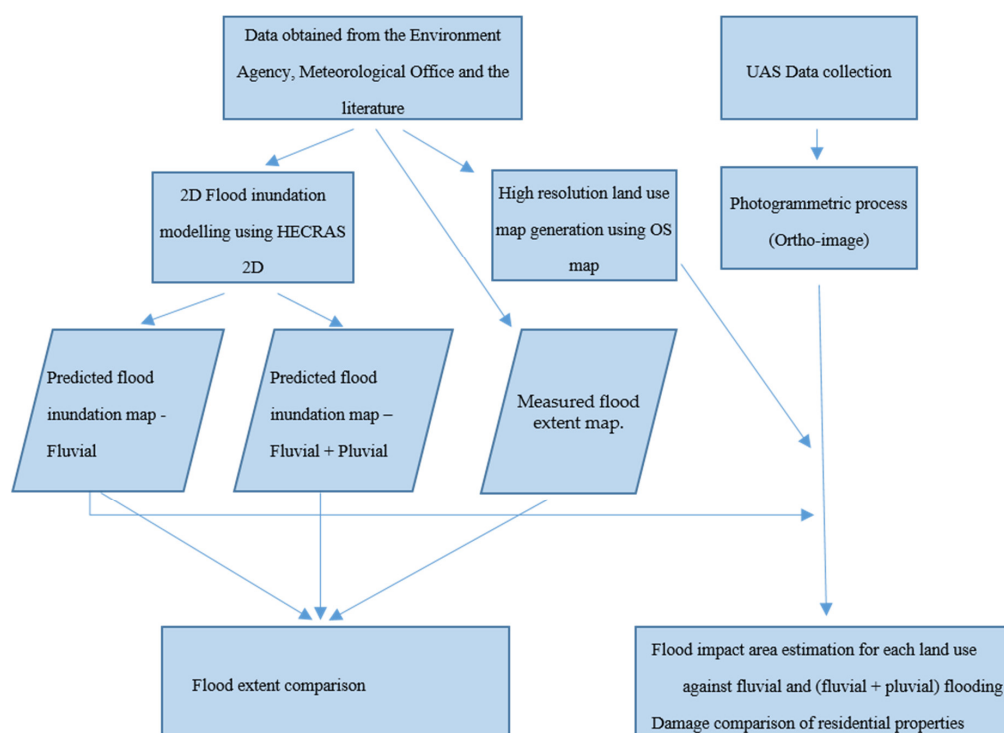 Data obtained from the Environment
Agency, Meteorological Office and the
literature
UAS Data collection
2D Flood inundation
modelling using HECRAS
2D
High resolution land use
map generation using OS
map
Photogrammetric process
(Ortho-image)
Predicted flood
inundation map -
Fluvial
Predicted flood
inundation map –
Fluvial + Pluvial
Measured flood
extent map.
Flood extent comparison
Flood impact area estimation for each land use
against fluvial and (fluvial + pluvial) flooding
Damage comparison of residential properties